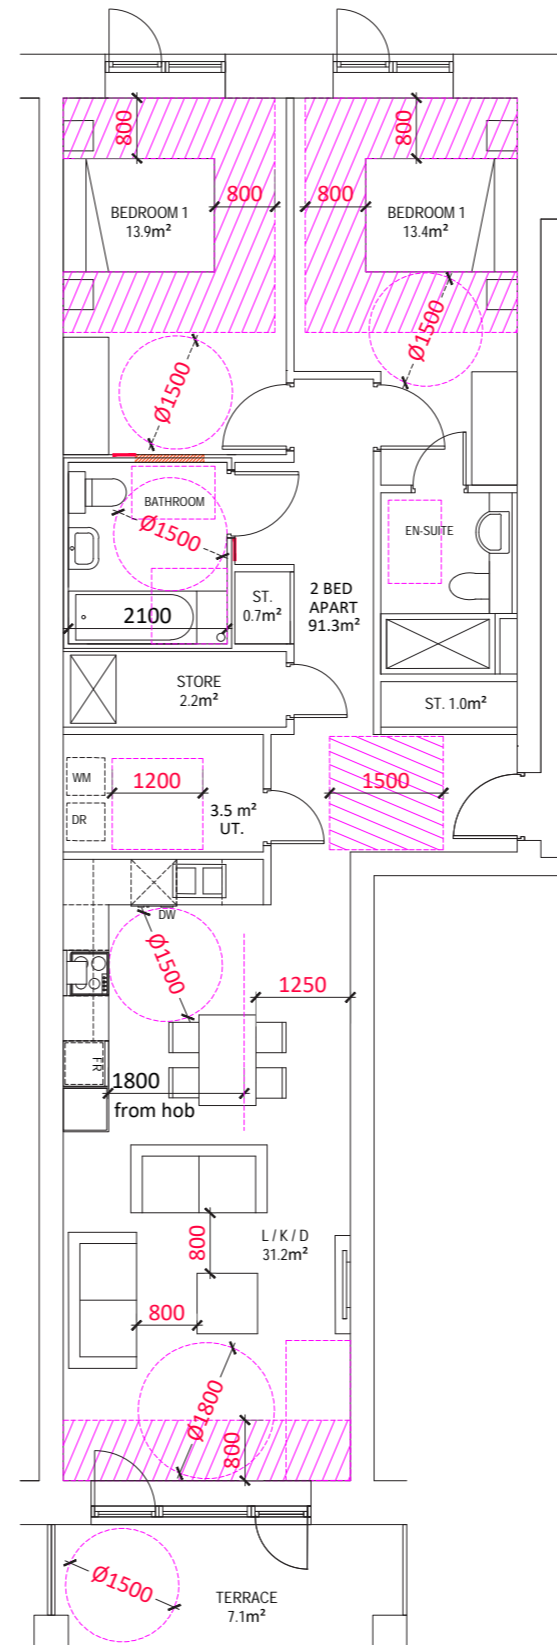 800
800
BEDROOM 1
13.9m²
800
800
BEDROOM 1
13.4m²
Ø1500
Ø1500
BATHROOM
Ø1500
EN-SUITE
2100
ST.
0.7m²
2 BED
APART
91.3m²
STORE
2.2m²
ST. 1.0m²
WM
1200
1500
DR
3.5 m²
UT.
DW
Ø1500
1250
FR
1800
from hob
L / K / D
31.2m²
800
800
Ø1800
800
Ø1500
TERRACE
7.1m²